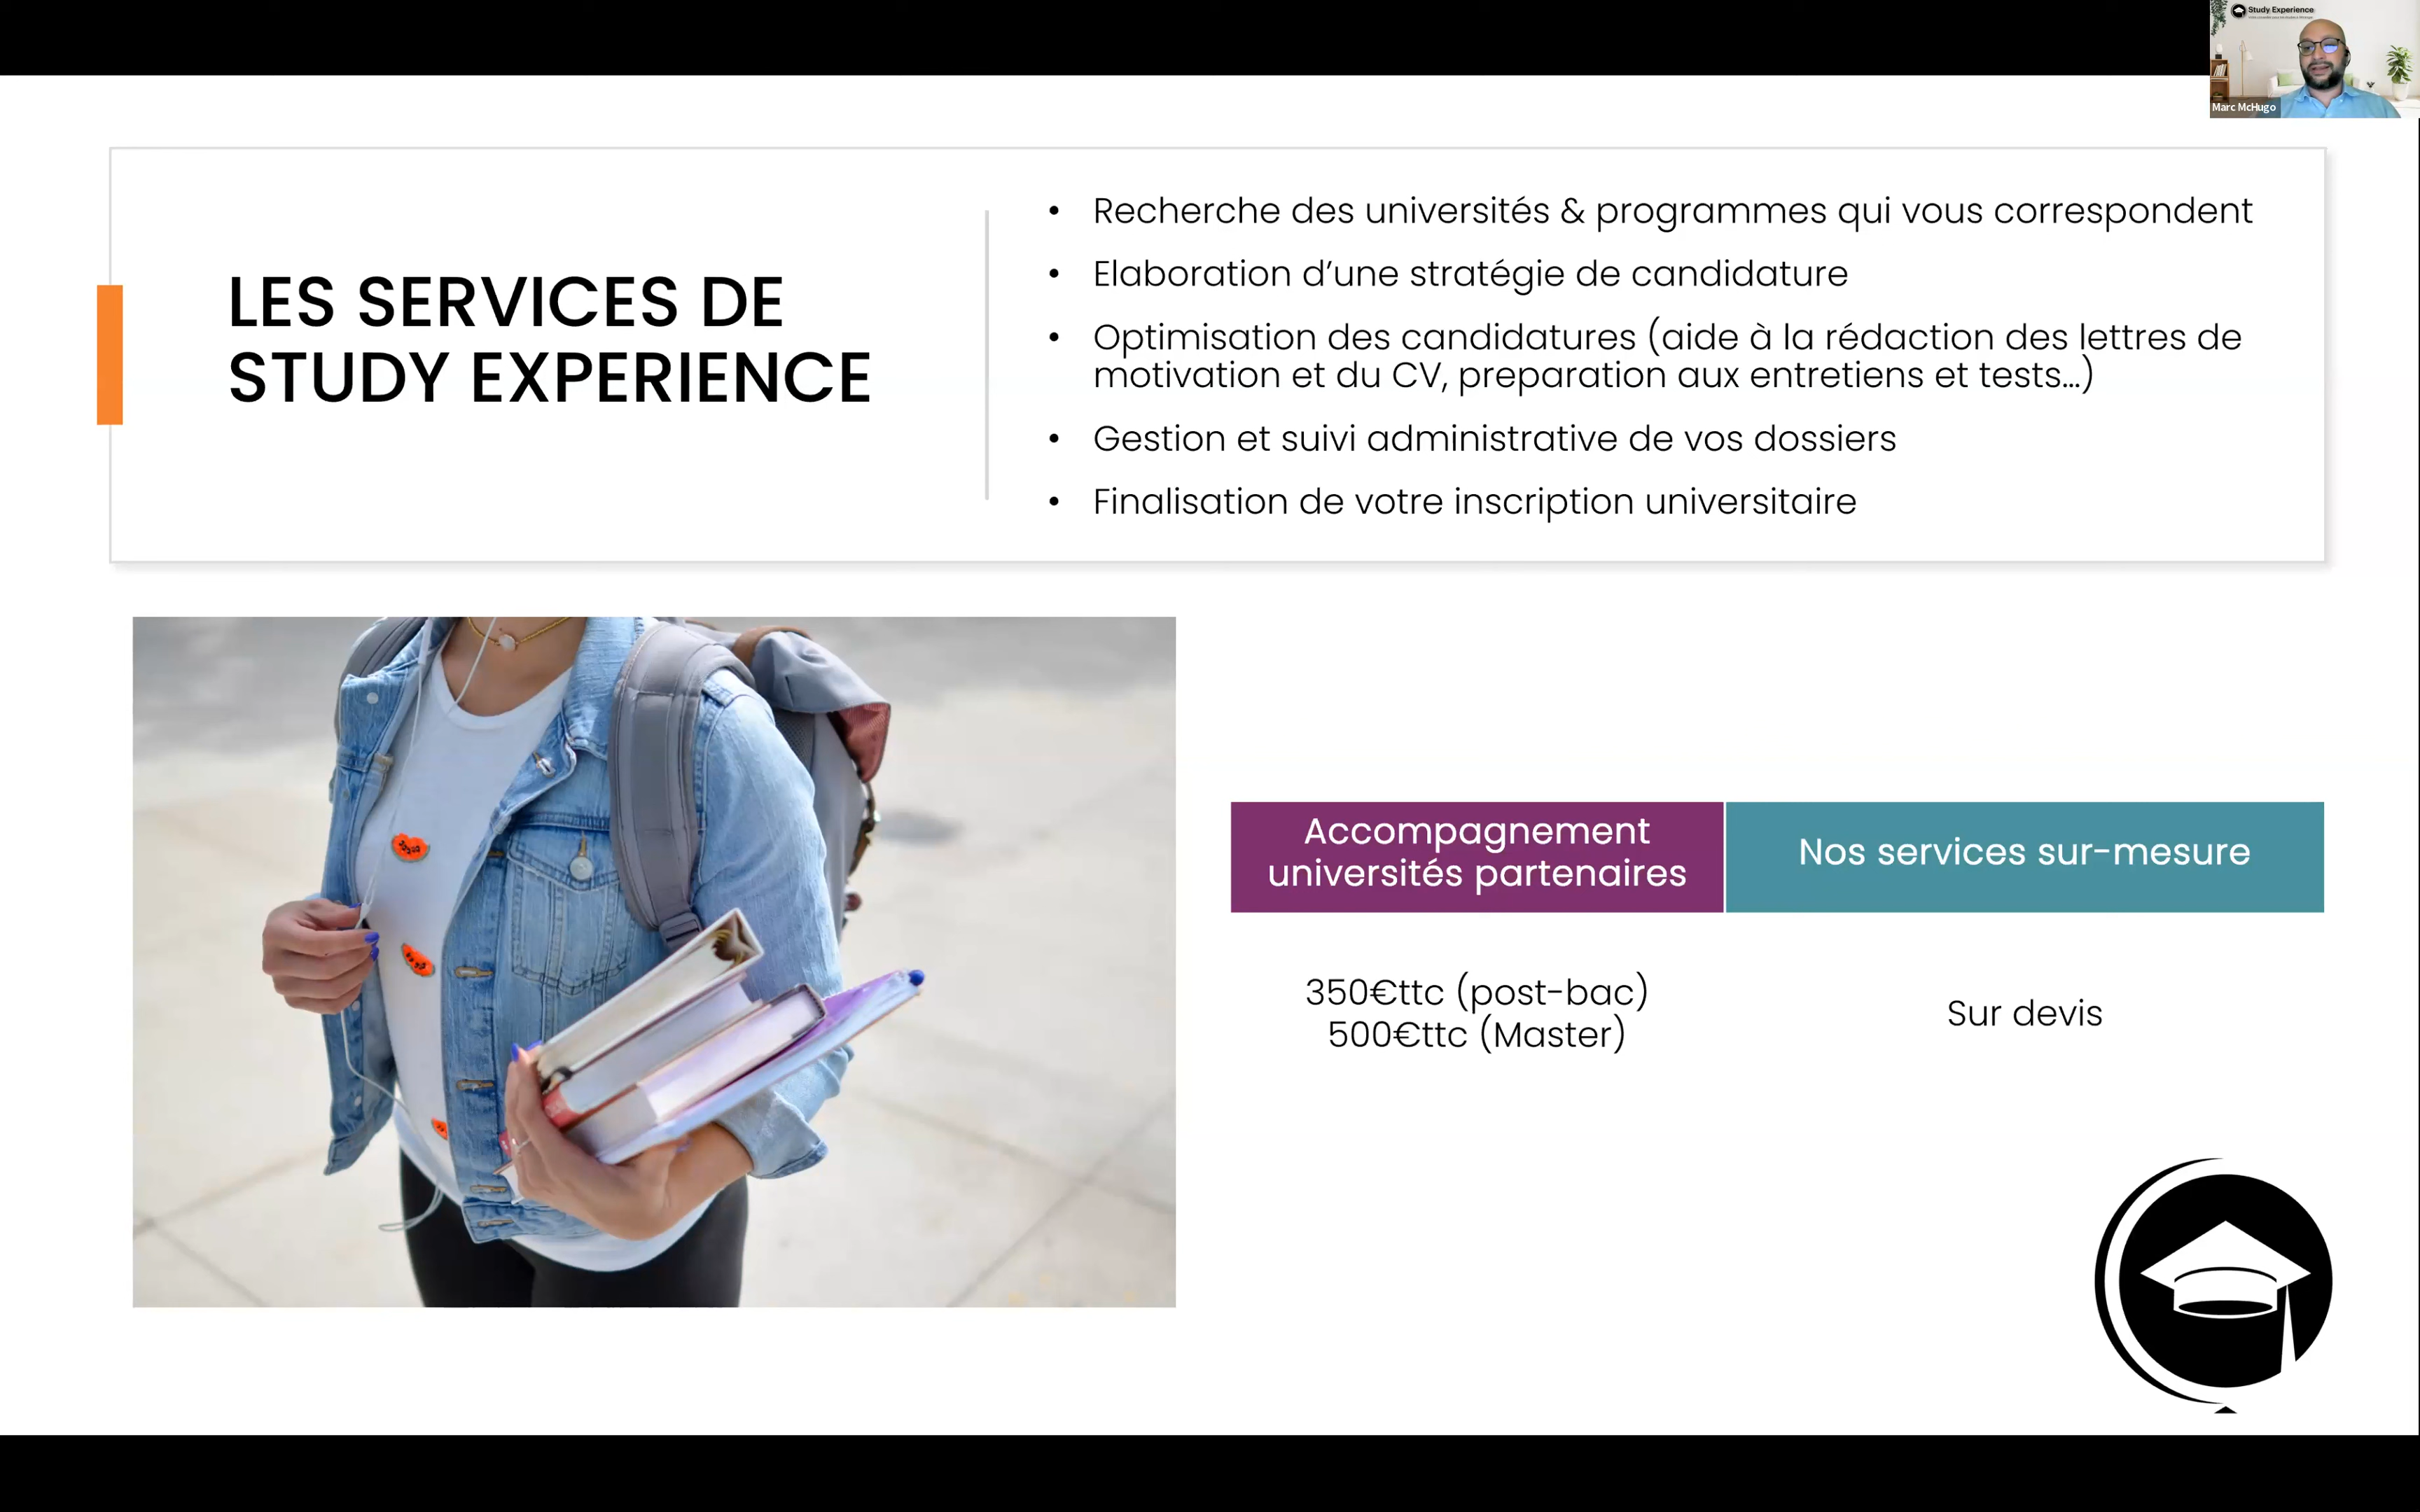 Study Experience
Marc McHugo
LES SERVICES DE
STUDY EXPERIENCE
• Recherche des universités & programmes qui vous correspondent
• Elaboration d’une stratégie de candidature
• Optimisation des candidatures (aide à la rédaction des lettres de
motivation et du CV, preparation aux entretiens et tests…)
• Gestion et suivi administrative de vos dossiers
• Finalisation de votre inscription universitaire
Accompagnement
universités partenaires
Nos services sur-mesure
350€ttc (post-bac)
500€ttc (Master)
Sur devis